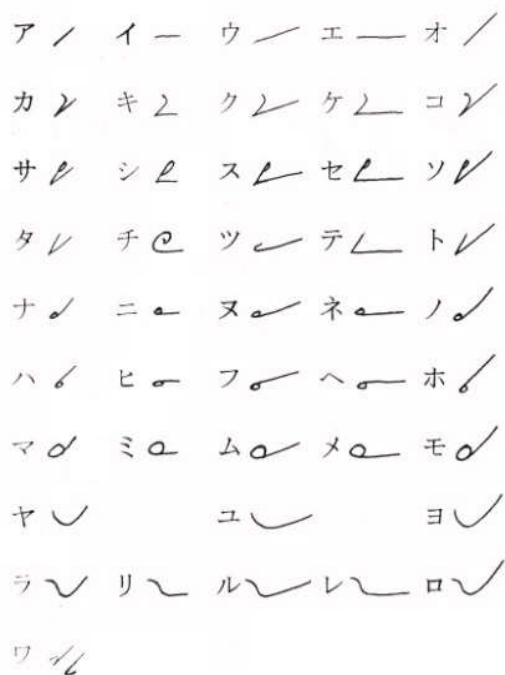 ア イ ウ エ オ
カ キ ク ケ コ
サ シ ス セ ソ
タ チ ツ テ ト
ナ ニ ヌ ネ ノ
ハ ヒ フ ヘ ホ
マ ミ ム メ モ
ヤ ユ ヨ
ラ リ ル レ ロ
ワ